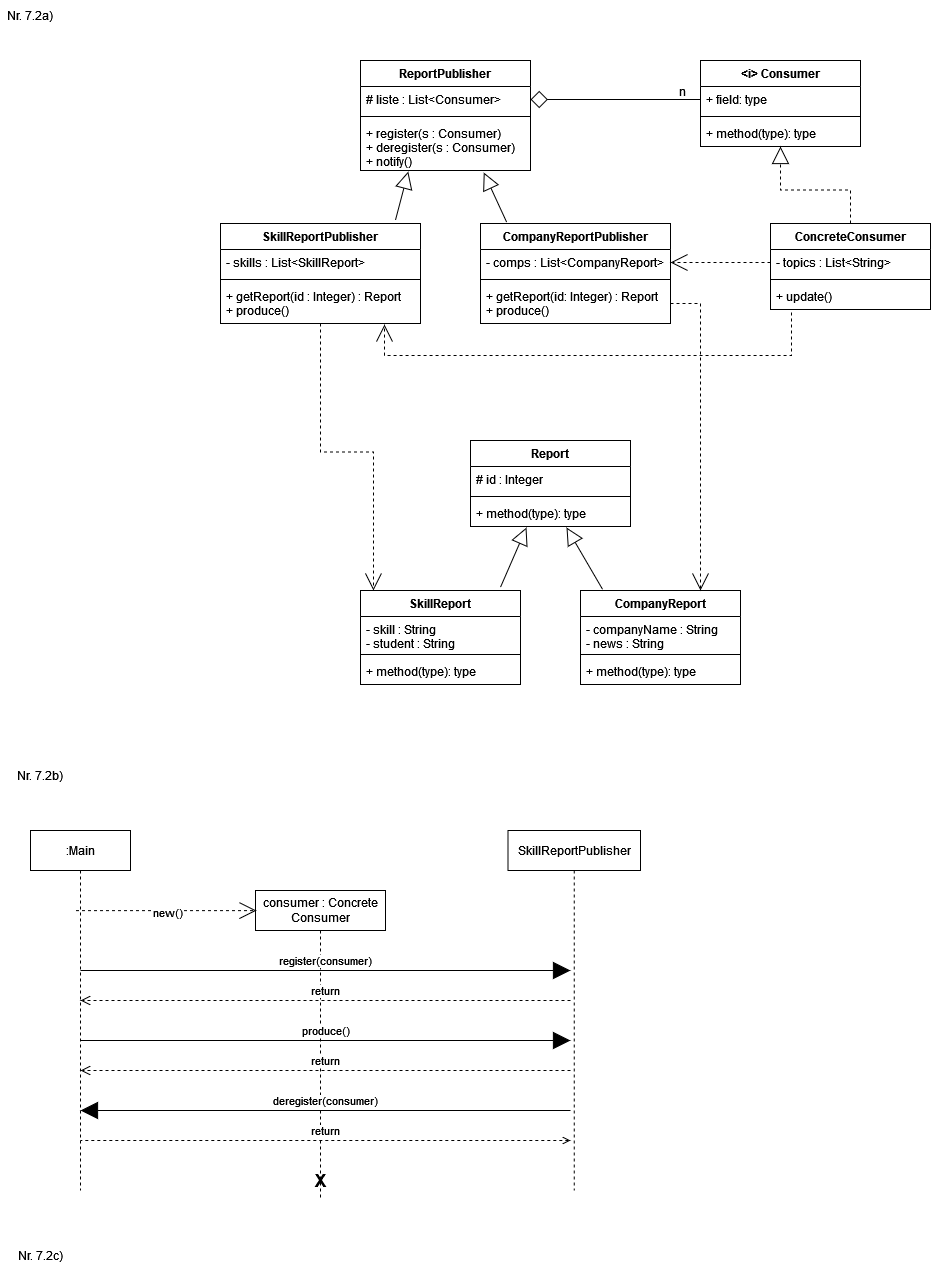 Nr. 7.2a)
ReportPublisher
# liste : List<Consumer>
+ register(s : Consumer)
+ deregister(s : Consumer)
+ notify()
n
<i> Consumer
+ field: type
+ method(type): type
SkillReportPublisher
- skills : List<SkillReport>
+ getReport(id : Integer) : Report
+ produce()
CompanyReportPublisher
- comps : List<CompanyReport>
+ getReport(id: Integer) : Report
+ produce()
ConcreteConsumer
- topics : List<String>
+ update()
Report
# id : Integer
+ method(type): type
SkillReport
- skill : String
- student : String
+ method(type): type
CompanyReport
- companyName : String
- news : String
+ method(type): type
Nr. 7.2b)
:Main
SkillReportPublisher
new()
consumer : Concrete
Consumer
register(consumer)
return
produce()
return
deregister(consumer)
return
X
Nr. 7.2c)